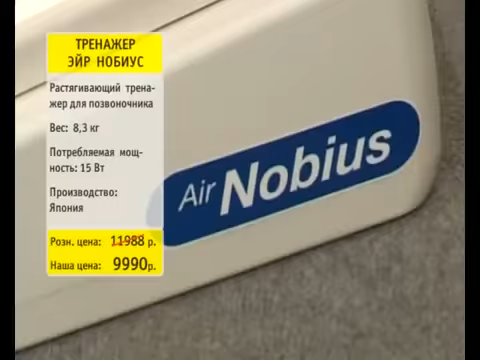 ТРЕНАЖЕР
ЭЙР НОБИУС
Растягивающий трена-
жер для позвоночника
Вес: 8,3 кг
Потребляемая мощ-
ность: 15 Вт
Производство:
Япония
Розн. цена: 11988 р.
Наша цена: 9990р.
Air Nobius